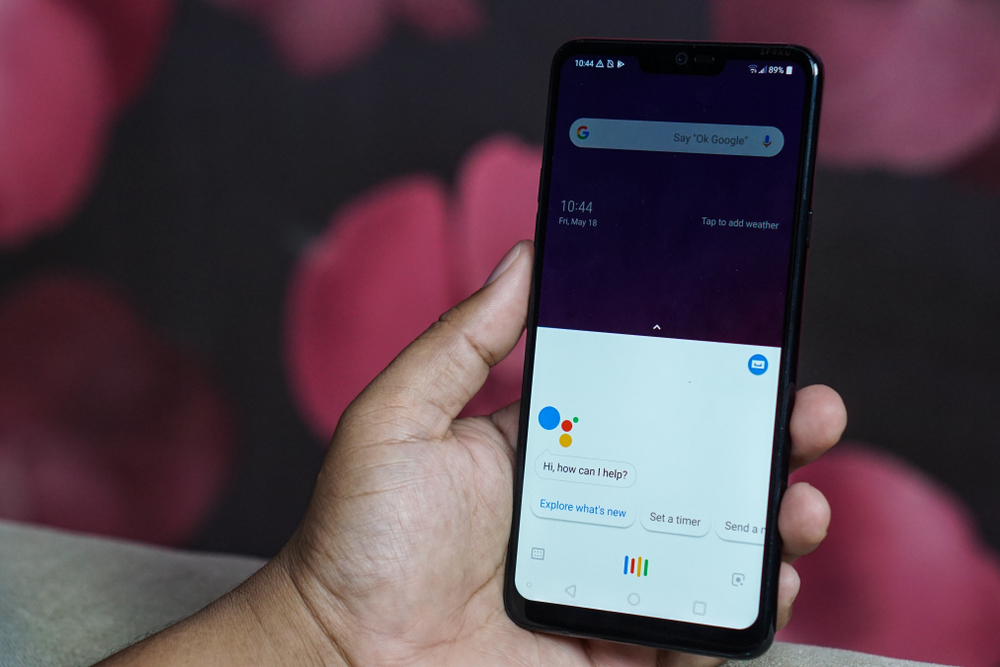 10:44
89%
Say "Ok Google"
10:44
Fri, May 18
Tap to add weather
Hi, how can I help?
Explore what's new
Set a timer
Send a